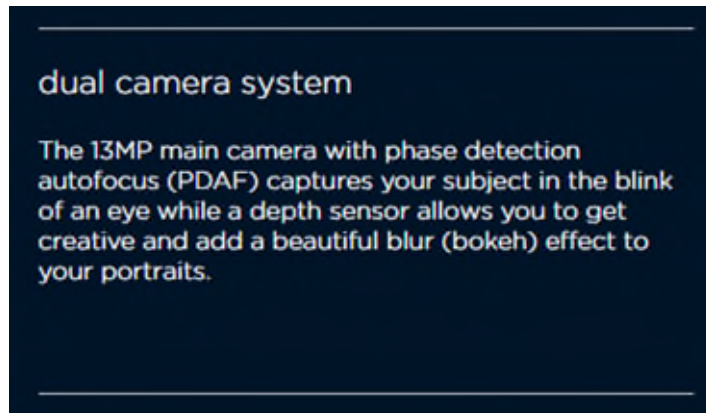 dual camera system
The 13MP main camera with phase detection
autofocus (PDAF) captures your subject in the blink
of an eye while a depth sensor allows you to get
creative and add a beautiful blur (bokeh) effect to
your portraits.